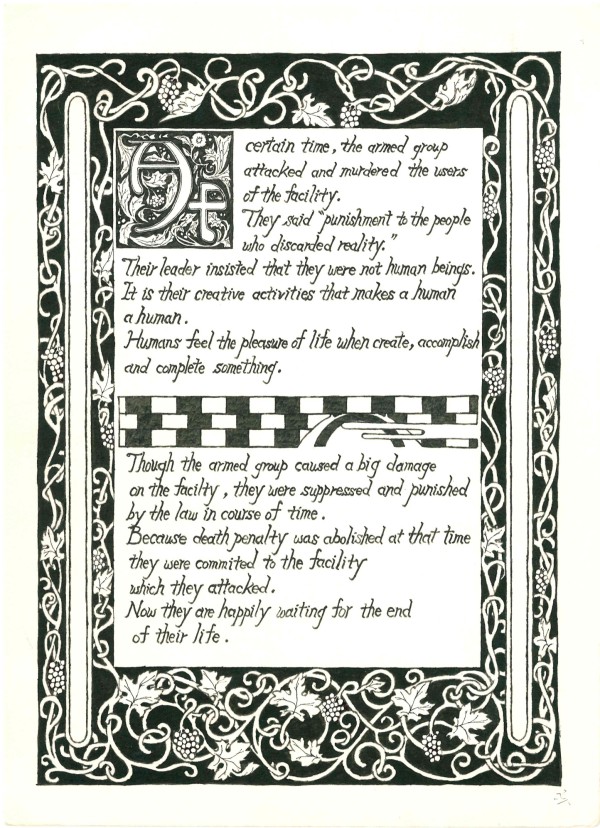 At certain time, the armed group
attacked and murdered the users
of the facility.
They said "punishment to the people
who discarded reality."
Their leader insisted that they were not human beings.
It is their creative activities that makes a human
a human.
Humans feel the pleasure of life when create, accomplish
and complete something.
Though the armed group caused a big damage
on the facilty, they were suppressed and punished
by the law in course of time.
Because death penalty was abolished at that time
they were commited to the facility
which they attacked.
Now they are happily waiting for the end
of their life.